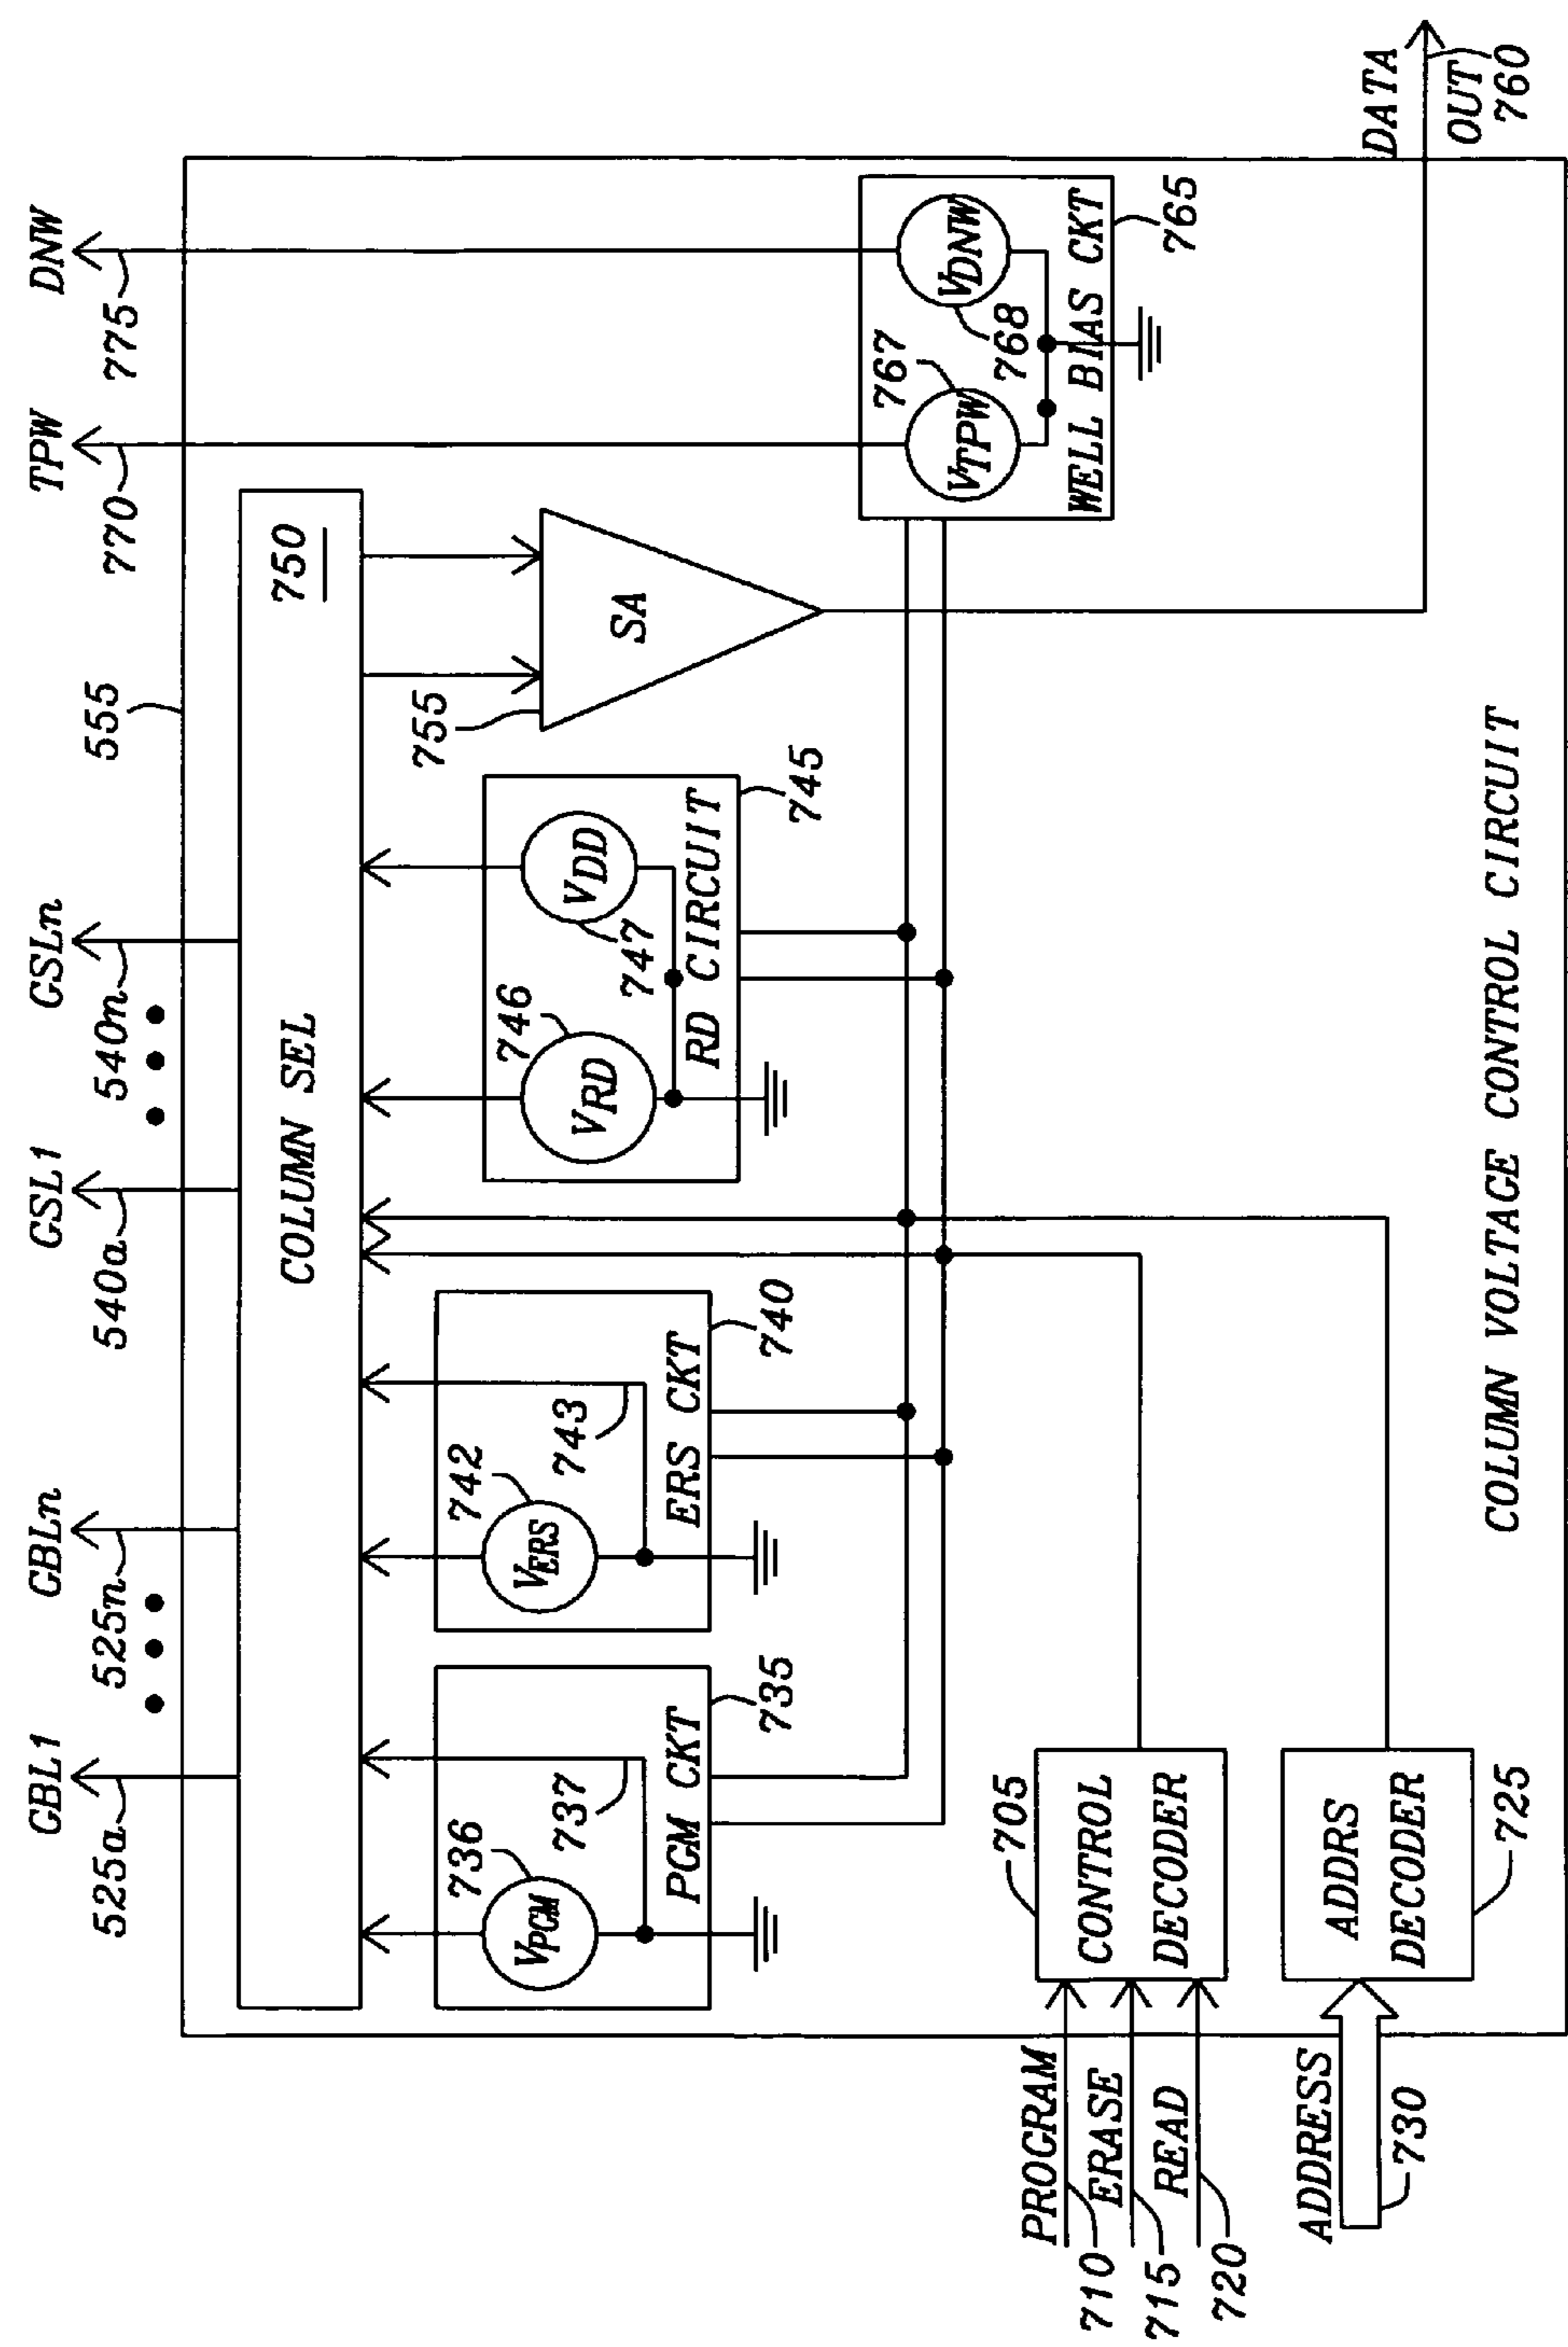 GBL1
GBLn
GSL1
GSLn
TPW
DNW
525a
525n
540a
540n
555
770
775
COLUMN SEL
750
736
VPGM
737
PGM CKT
735
742
VERS
743
ERS CKT
740
746
VRD
747
VDD
RD CIRCUIT
745
755
SA
767
VTPW
768
VDNW
WELL BIAS CKT
765
DATA
OUT
760
PROGRAM
710
ERASE
715
READ
720
705
CONTROL
DECODER
ADDRESS
730
ADDRS
DECODER
725
COLUMN VOLTAGE CONTROL CIRCUIT